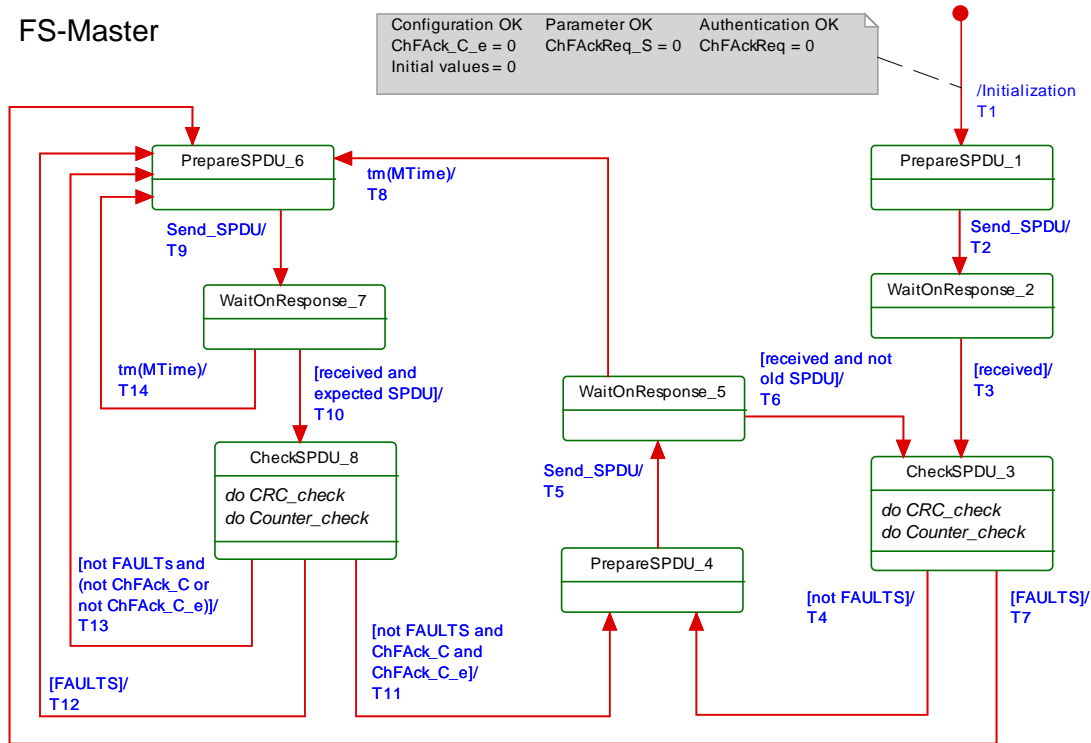 FS-Master
Configuration OK Parameter OK Authentication OK
ChFAck_C_e = 0 ChFAckReq_S = 0 ChFAckReq = 0
Initial values = 0
/Initialization
T1
PrepareSPDU_6
PrepareSPDU_1
tm(MTime)/
T8
Send_SPDU/
T9
Send_SPDU/
T2
WaitOnResponse_7
WaitOnResponse_2
tm(MTime)/
T14
[received and
expected SPDU]/
T10
[received and not
old SPDU]/
T6
[received]/
T3
WaitOnResponse_5
CheckSPDU_8
do CRC_check
do Counter_check
Send_SPDU/
T5
CheckSPDU_3
do CRC_check
do Counter_check
PrepareSPDU_4
[not FAULTs and
(not ChFAck_C or
not ChFAck_C_e)]/
T13
[not FAULTS]/
T4
[FAULTS]/
T7
[not FAULTS and
ChFAck_C and
ChFAck_C_e]/
T11
[FAULTS]/
T12